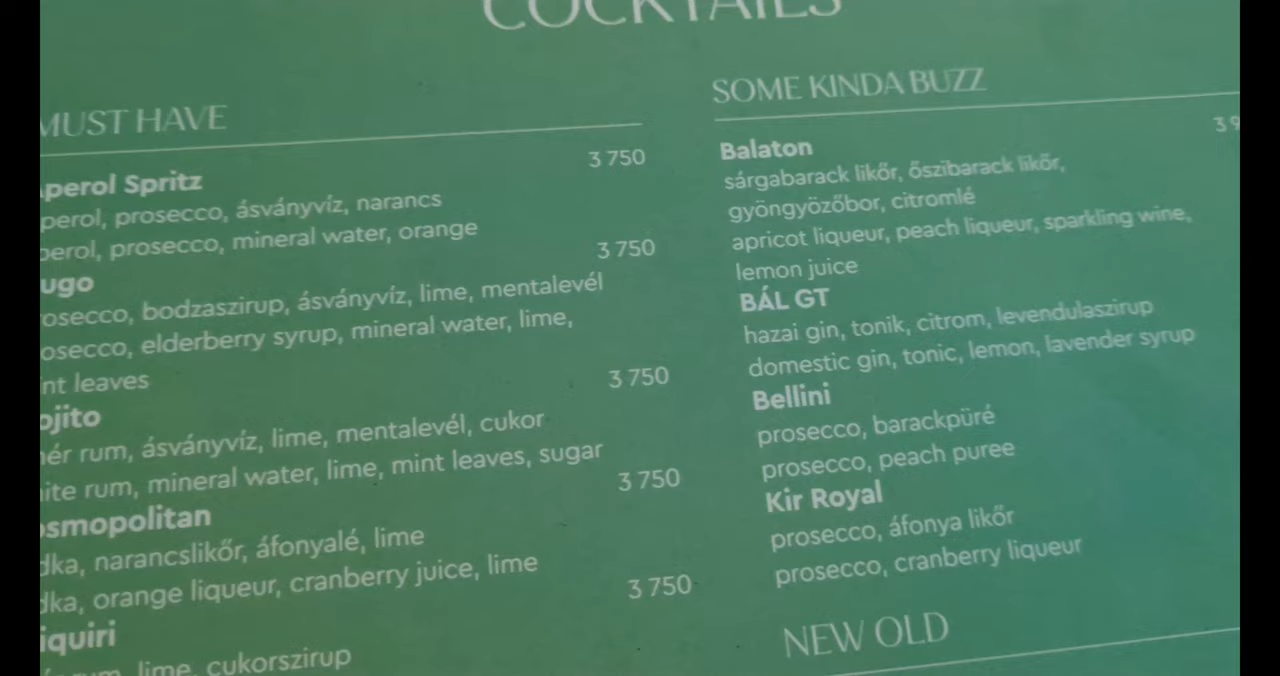 COCKTAILS
MUST HAVE
Aperol Spritz 3 750
perol, prosecco, ásványvíz, narancs
perol, prosecco, mineral water, orange
ugo 3 750
osecco, bodzaszirup, ásványvíz, lime, mentalevél
osecco, elderberry syrup, mineral water, lime,
nt leaves
ojito 3 750
ér rum, ásványvíz, lime, mentalevél, cukor
ite rum, mineral water, lime, mint leaves, sugar
osmopolitan 3 750
dka, narancslikőr, áfonyalé, lime
dka, orange liqueur, cranberry juice, lime
iquiri 3 750
rum, lime, cukorszirup
SOME KINDA BUZZ
Balaton 3 9
sárgabarack likőr, őszibarack likőr,
gyöngyözőbor, citromlé
apricot liqueur, peach liqueur, sparkling wine,
lemon juice
BÁL GT
hazai gin, tonik, citrom, levendulaszirup
domestic gin, tonic, lemon, lavender syrup
Bellini
prosecco, barackpüré
prosecco, peach puree
Kir Royal
prosecco, áfonya likőr
prosecco, cranberry liqueur
NEW OLD